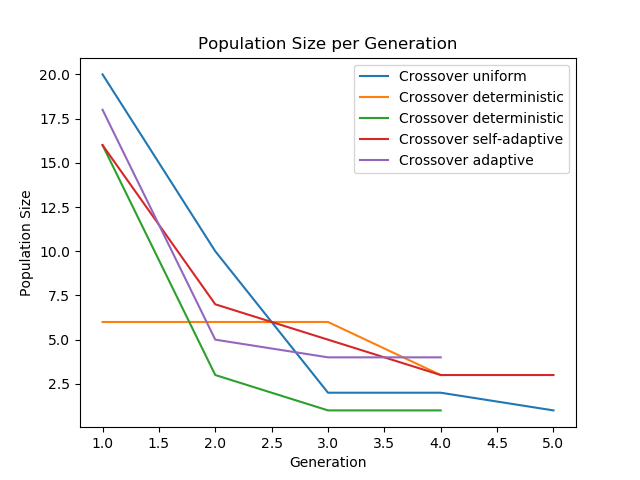 Population Size per Generation
Crossover uniform
Crossover deterministic
Crossover deterministic
Crossover self-adaptive
Crossover adaptive
20.0
17.5
15.0
12.5
10.0
7.5
5.0
2.5
Population Size
1.0 1.5 2.0 2.5 3.0 3.5 4.0 4.5 5.0
Generation